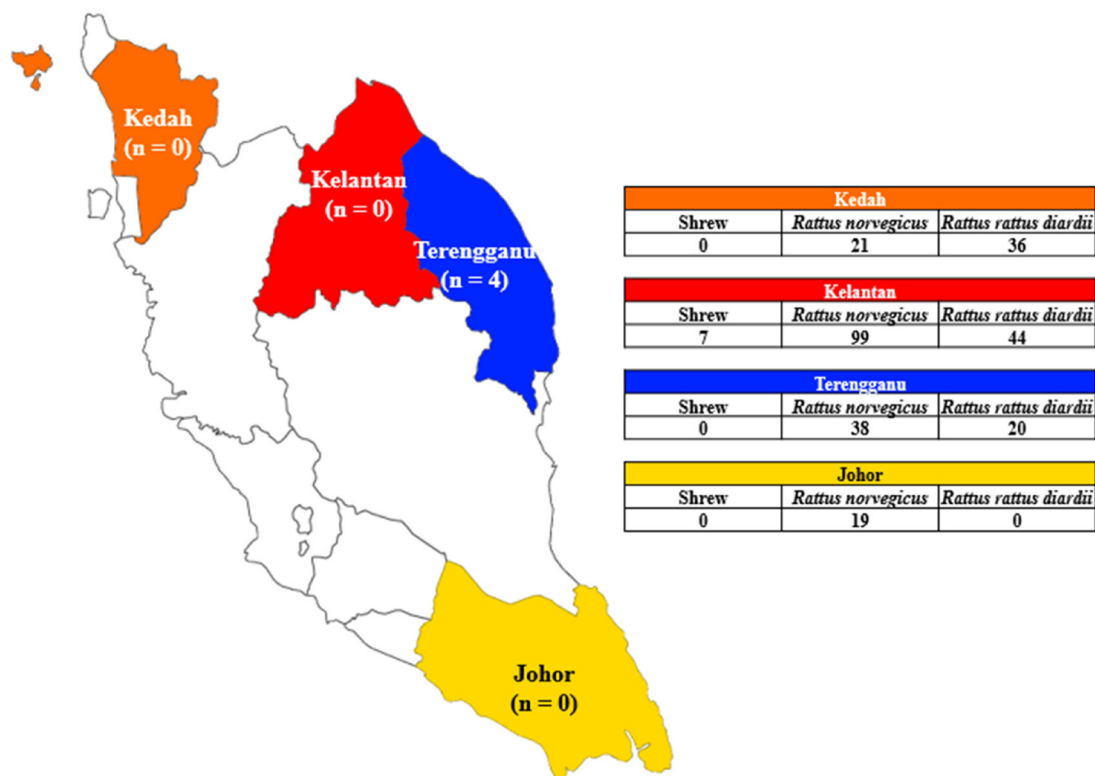 Kedah
(n = 0)
Kelantan
(n = 0)
Terengganu
(n = 4)
Johor
(n = 0)
Kedah
Shrew Rattus norvegicus Rattus rattus diardii
0 21 36
Kelantan
Shrew Rattus norvegicus Rattus rattus diardii
7 99 44
Terengganu
Shrew Rattus norvegicus Rattus rattus diardii
0 38 20
Johor
Shrew Rattus norvegicus Rattus rattus diardii
0 19 0